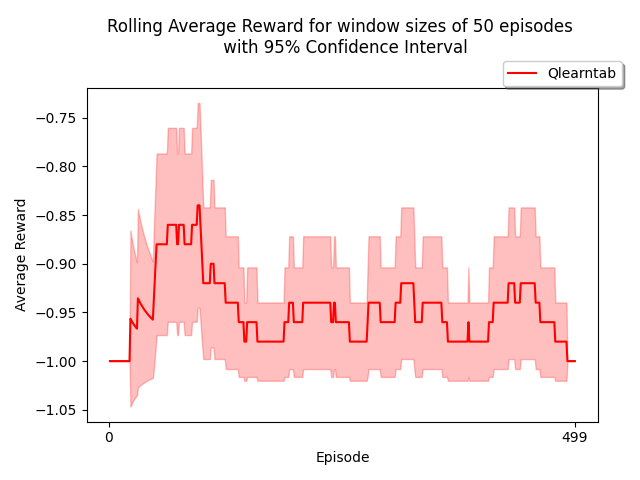 Rolling Average Reward for window sizes of 50 episodes
with 95% Confidence Interval
Qlearntab
−0.75
−0.80
−0.85
−0.90
−0.95
−1.00
−1.05
Average Reward
0
499
Episode